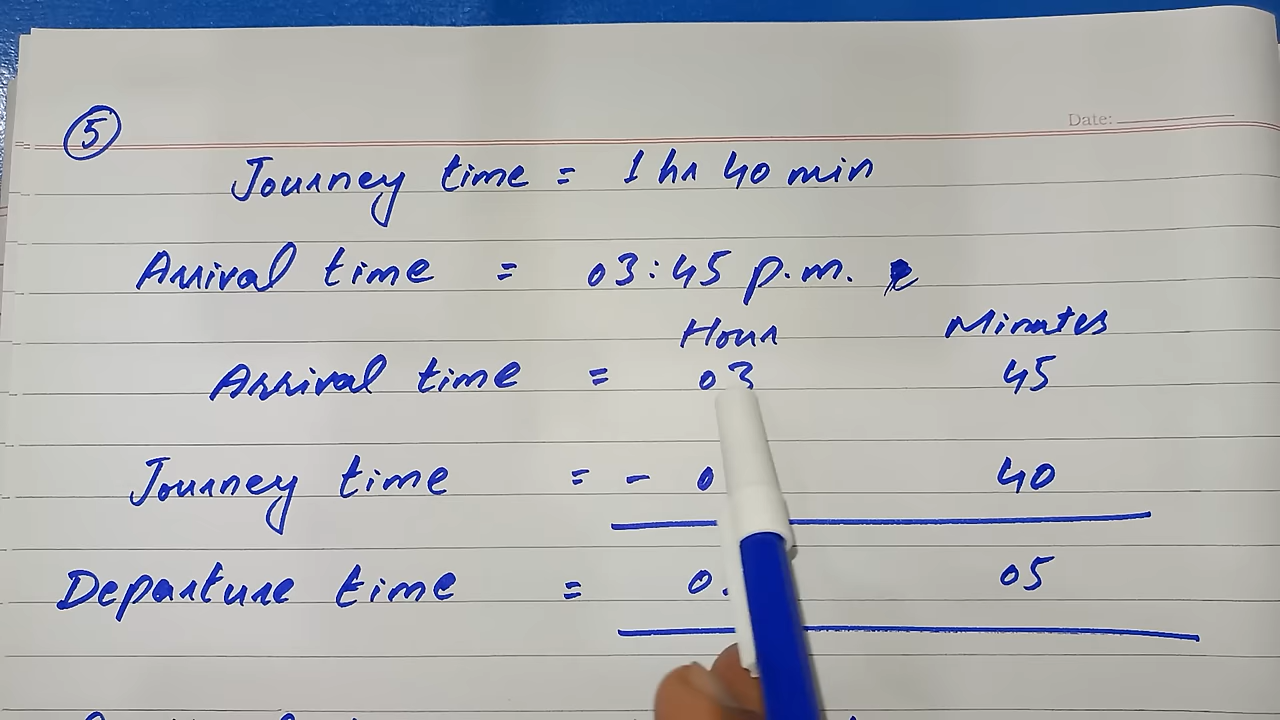 Date:
5
Journey time = 1 hr 40 min
Arrival time = 03:45 p.m.
Hour Minutes
Arrival time = 03 45
Journey time = - 0 40
Departure time = 0 05